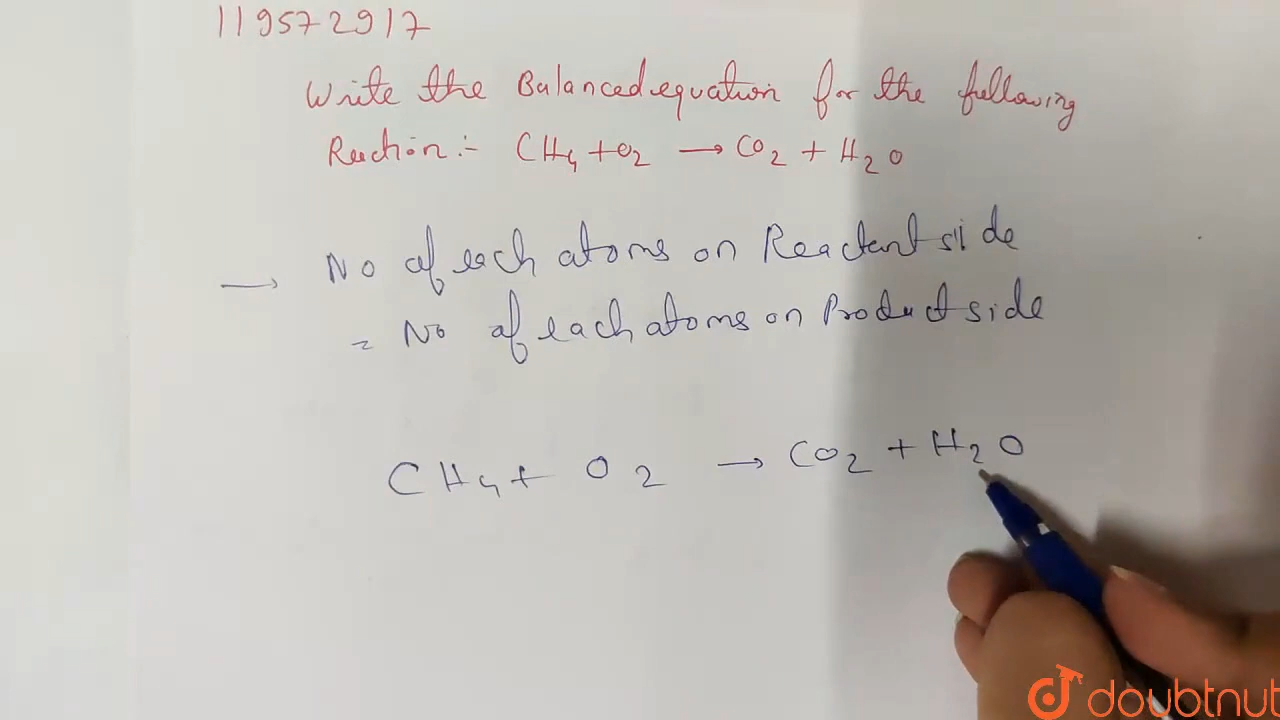 119572917
Write the Balanced equation for the following
Rection:- CH4 + O2 → CO2 + H2O
→ No of each atoms on Reactant side
= No of each atoms on Product side
CH4 + O2 → CO2 + H2O
doubtnut